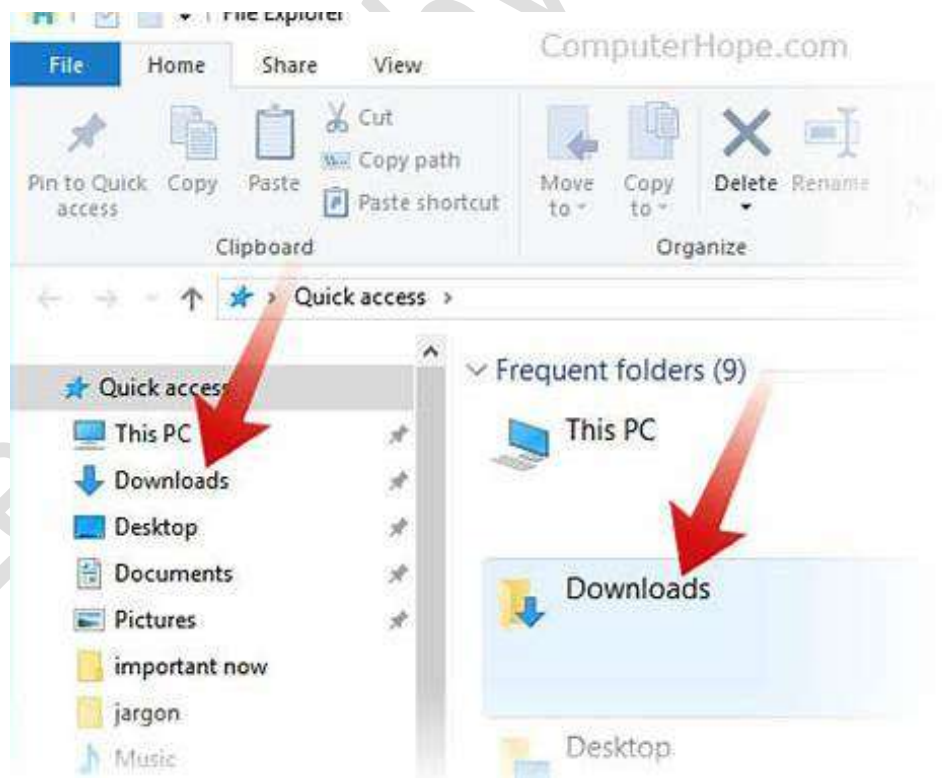 File Explorer
ComputerHope.com
File Home Share View
Cut
Copy path
Paste shortcut
Pin to Quick access
Copy
Paste
Move to
Copy to
Delete
Rename
Clipboard
Organize
Quick access
Quick access
This PC
Downloads
Desktop
Documents
Pictures
important now
jargon
Music
Frequent folders (9)
This PC
Downloads
Desktop